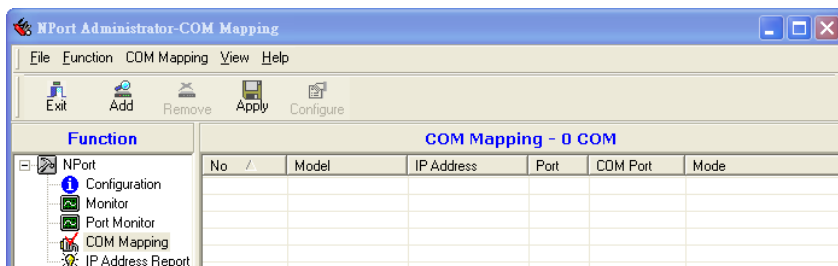 NPort Administrator-COM Mapping
File Function COM Mapping View Help
Exit Add Remove Apply Configure
Function
COM Mapping - 0 COM
No Model IP Address Port COM Port Mode
NPort
Configuration
Monitor
Port Monitor
COM Mapping
IP Address Report